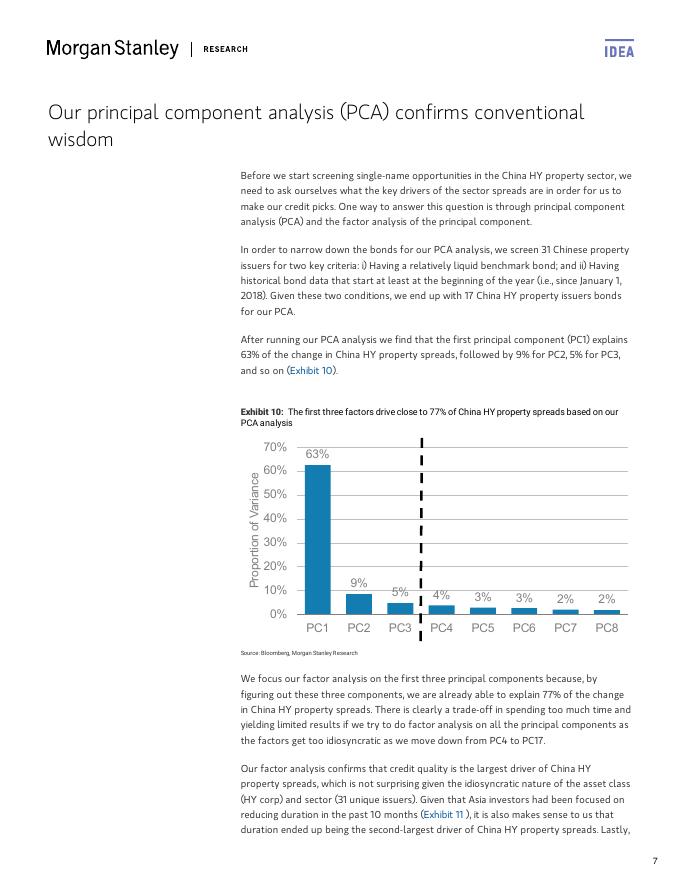 Morgan Stanley | RESEARCH
IDEA
Our principal component analysis (PCA) confirms conventional
wisdom
Before we start screening single-name opportunities in the China HY property sector, we
need to ask ourselves what the key drivers of the sector spreads are in order for us to
make our credit picks. One way to answer this question is through principal component
analysis (PCA) and the factor analysis of the principal component.
In order to narrow down the bonds for our PCA analysis, we screen 31 Chinese property
issuers for two key criteria: i) Having a relatively liquid benchmark bond; and ii) Having
historical bond data that start at least at the beginning of the year (i.e., since January 1,
2018). Given these two conditions, we end up with 17 China HY property issuers bonds
for our PCA.
After running our PCA analysis we find that the first principal component (PC1) explains
63% of the change in China HY property spreads, followed by 9% for PC2, 5% for PC3,
and so on (Exhibit 10).
Exhibit 10: The first three factors drive close to 77% of China HY property spreads based on our
PCA analysis
Proportion of Variance
70%
60%
50%
40%
30%
20%
10%
0%
63%
9%
5%
4%
3%
3%
2%
2%
PC1 PC2 PC3 PC4 PC5 PC6 PC7 PC8
Source: Bloomberg, Morgan Stanley Research
We focus our factor analysis on the first three principal components because, by
figuring out these three components, we are already able to explain 77% of the change
in China HY property spreads. There is clearly a trade-off in spending too much time and
yielding limited results if we try to do factor analysis on all the principal components as
the factors get too idiosyncratic as we move down from PC4 to PC17.
Our factor analysis confirms that credit quality is the largest driver of China HY
property spreads, which is not surprising given the idiosyncratic nature of the asset class
(HY corp) and sector (31 unique issuers). Given that Asia investors had been focused on
reducing duration in the past 10 months (Exhibit 11 ), it is also makes sense to us that
duration ended up being the second-largest driver of China HY property spreads. Lastly,
7